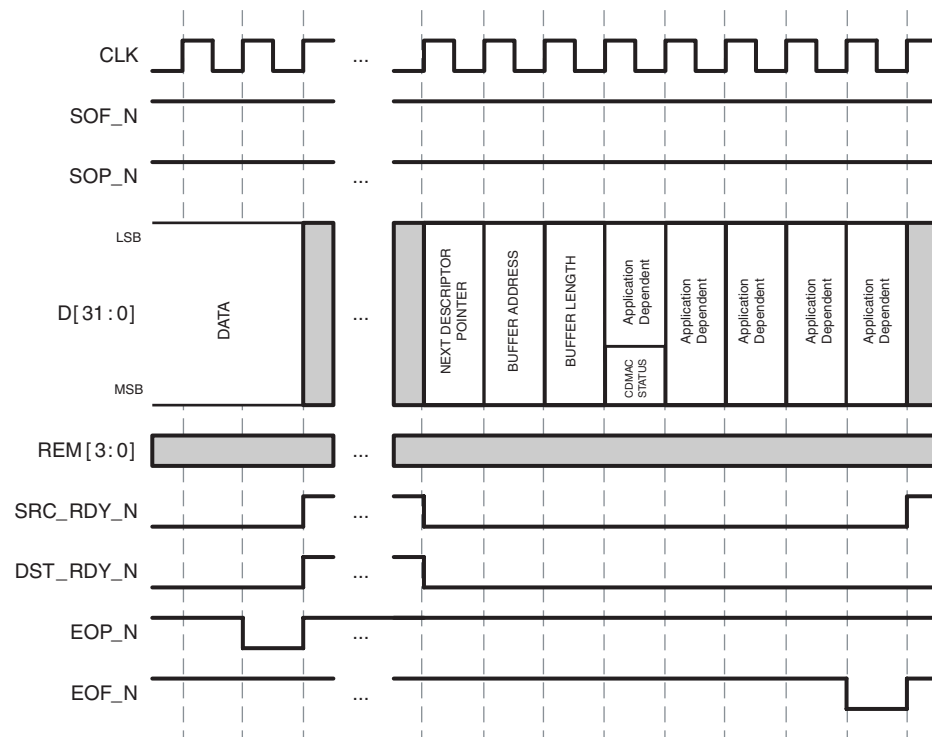 CLK
...
SOF_N
SOP_N
...
LSB
D[31:0]
MSB
DATA
...
NEXT DESCRIPTOR
POINTER
BUFFER ADDRESS
BUFFER LENGTH
Application
Dependent
CDMAC
STATUS
Application
Dependent
Application
Dependent
Application
Dependent
Application
Dependent
REM[3:0]
...
SRC_RDY_N
...
DST_RDY_N
...
EOP_N
...
EOF_N
...